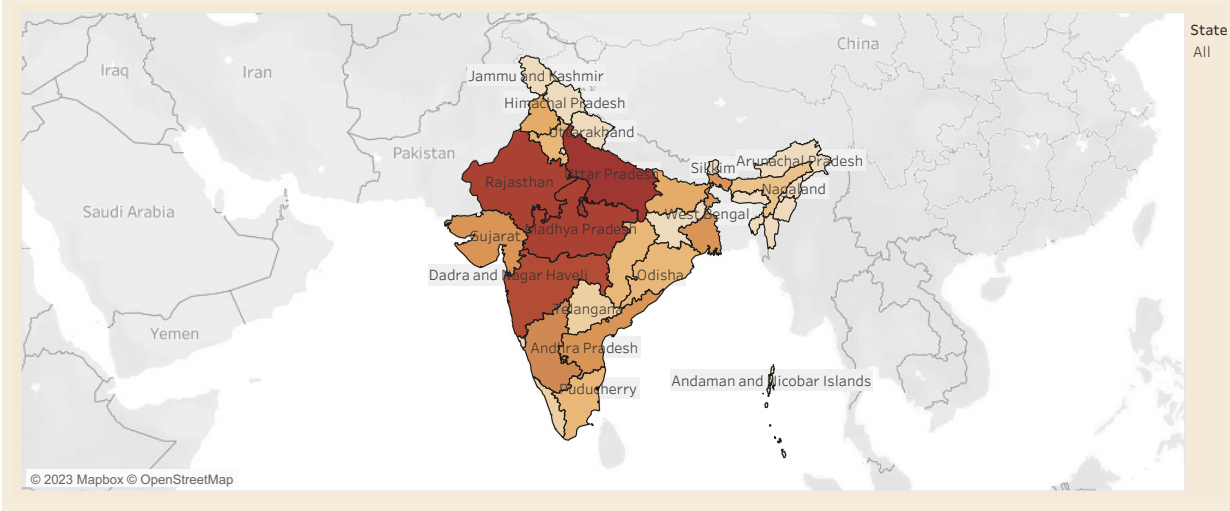 State
All
China
Iraq
Iran
Jammu and Kashmir
Himachal Pradesh
Uttarakhand
Pakistan
Sikkim
Arunachal Pradesh
Uttar Pradesh
Rajasthan
Nagaland
Saudi Arabia
West Bengal
Madhya Pradesh
Gujarat
Dadra and Nagar Haveli
Odisha
Telangana
Yemen
Andhra Pradesh
Andaman and Nicobar Islands
Puducherry
© 2023 Mapbox © OpenStreetMap